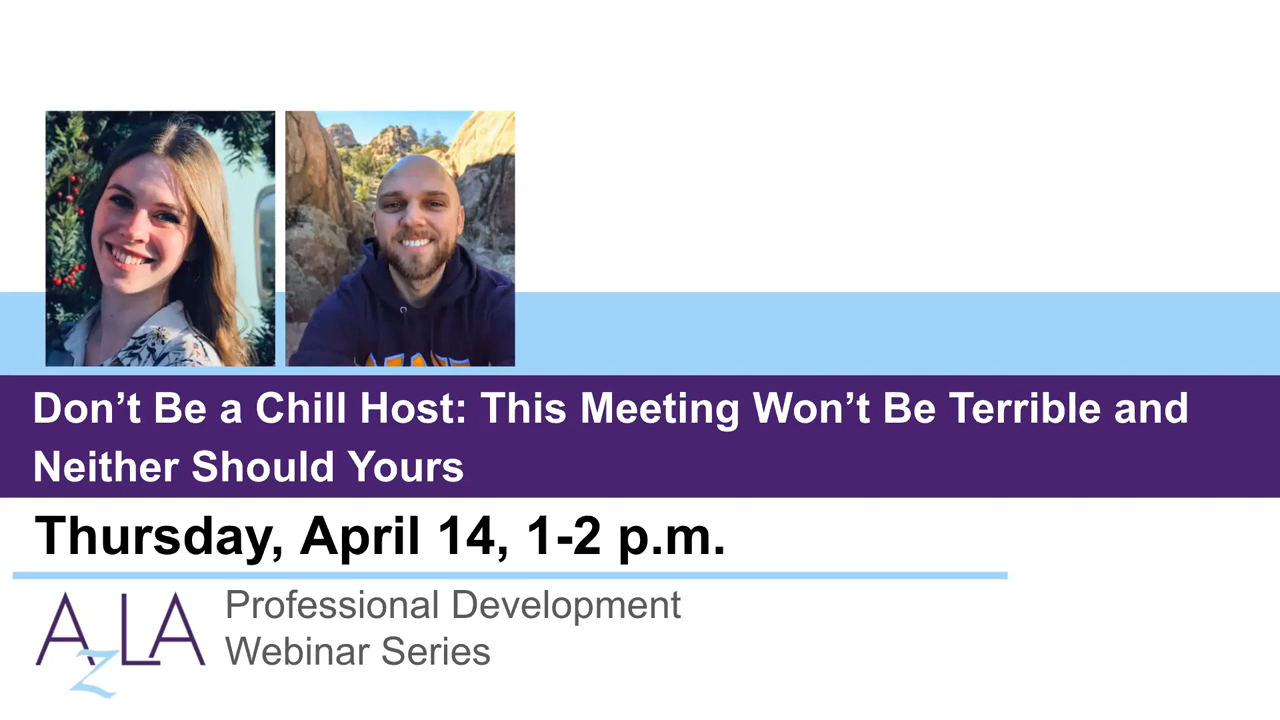 Don’t Be a Chill Host: This Meeting Won’t Be Terrible and
Neither Should Yours
Thursday, April 14, 1-2 p.m.
AzLA
Professional Development
Webinar Series